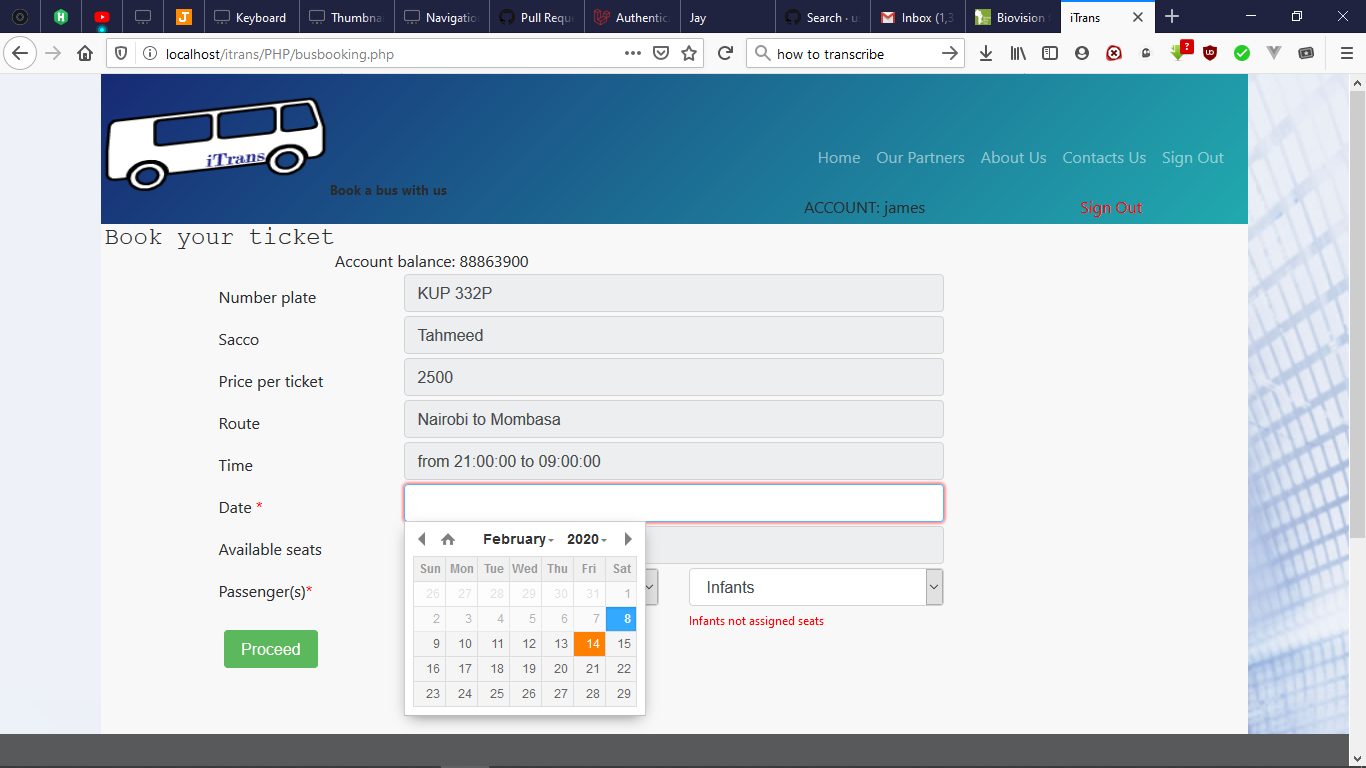 Keyboard
Thumbna
Navigatio
Pull Requ
Authentic
Jay
Search · u
Inbox (1,3
Biovision
iTrans
localhost/itrans/PHP/busbooking.php
how to transcribe
iTrans
Book a bus with us
Home Our Partners About Us Contacts Us Sign Out
ACCOUNT: james Sign Out
Book your ticket
Account balance: 88863900
Number plate KUP 332P
Sacco Tahmeed
Price per ticket 2500
Route Nairobi to Mombasa
Time from 21:00:00 to 09:00:00
Date *
Available seats
Passenger(s)* Infants
Infants not assigned seats
Proceed
February 2020
Sun Mon Tue Wed Thu Fri Sat
26 27 28 29 30 31 1
2 3 4 5 6 7 8
9 10 11 12 13 14 15
16 17 18 19 20 21 22
23 24 25 26 27 28 29